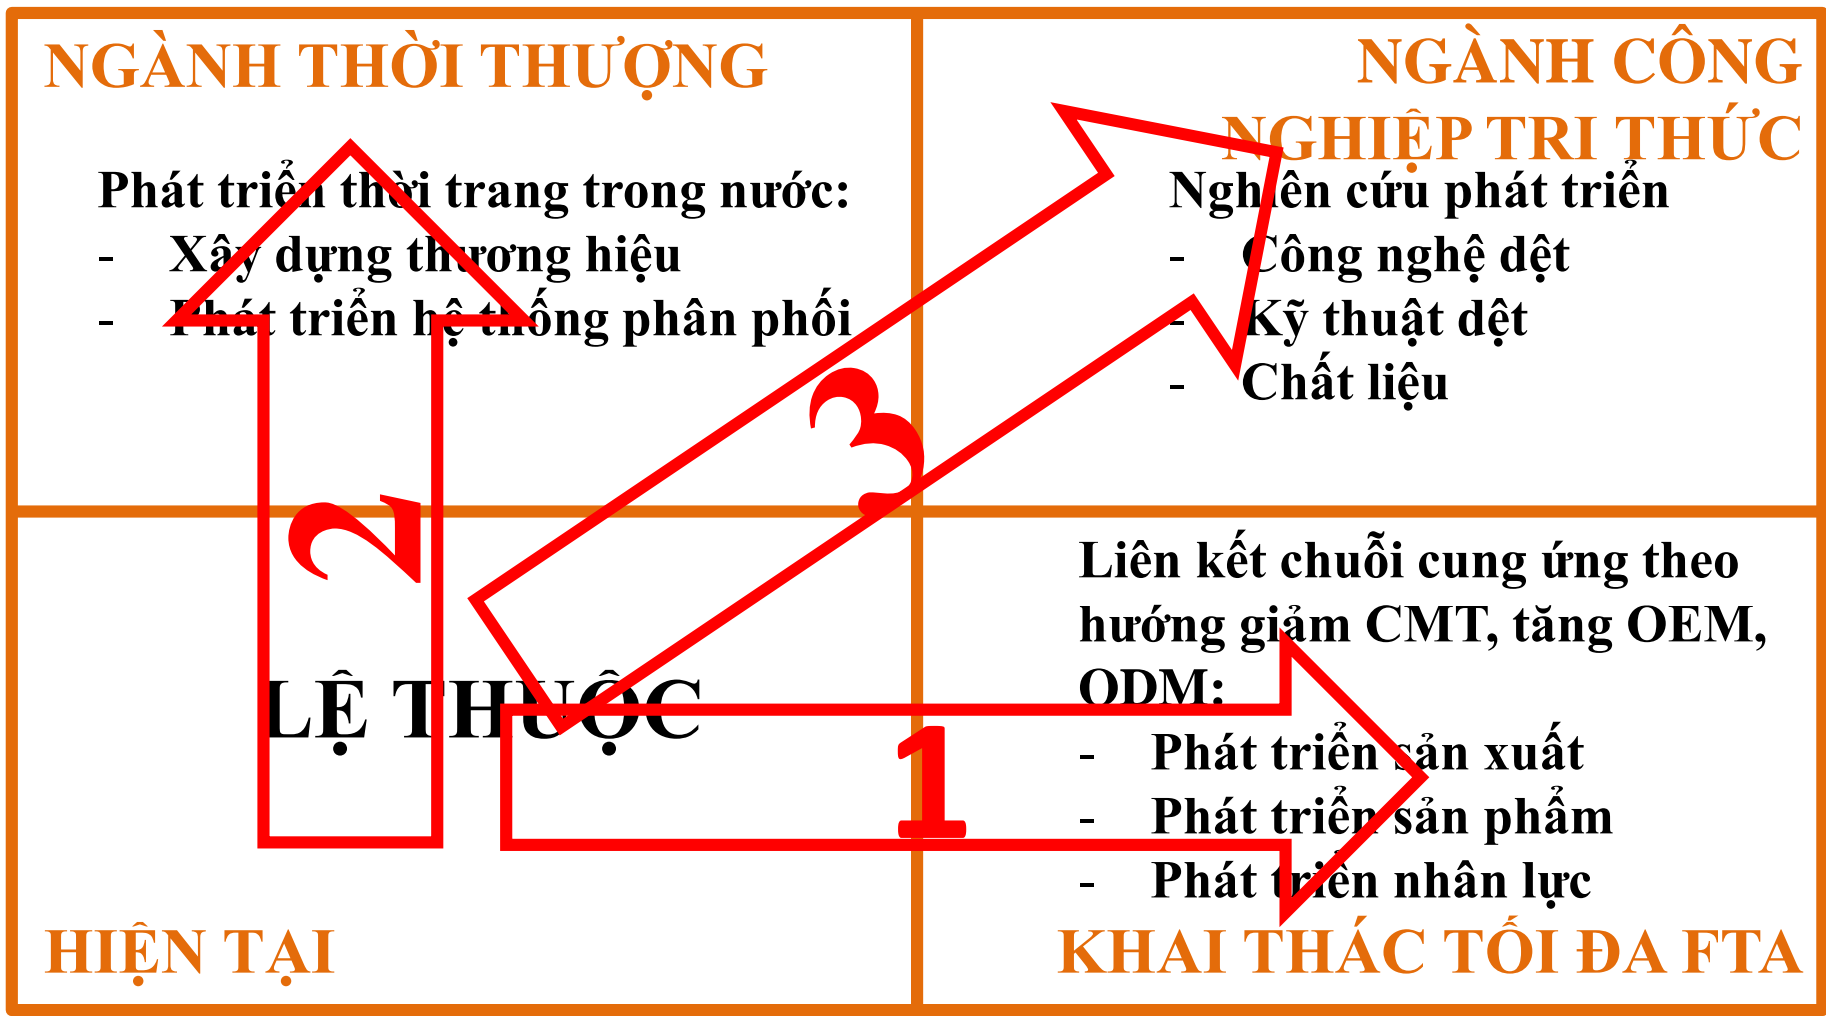 NGÀNH THỜI THƯỢNG
Phát triển thời trang trong nước:
- Xây dựng thương hiệu
- Phát triển hệ thống phân phối
NGÀNH CÔNG
NGHIỆP TRI THỨC
Nghiên cứu phát triển
- Công nghệ dệt
- Kỹ thuật dệt
- Chất liệu
3
2
LỆ THUỘC
HIỆN TẠI
1
Liên kết chuỗi cung ứng theo
hướng giảm CMT, tăng OEM,
ODM:
- Phát triển sản xuất
- Phát triển sản phẩm
- Phát triển nhân lực
KHAI THÁC TỐI ĐA FTA